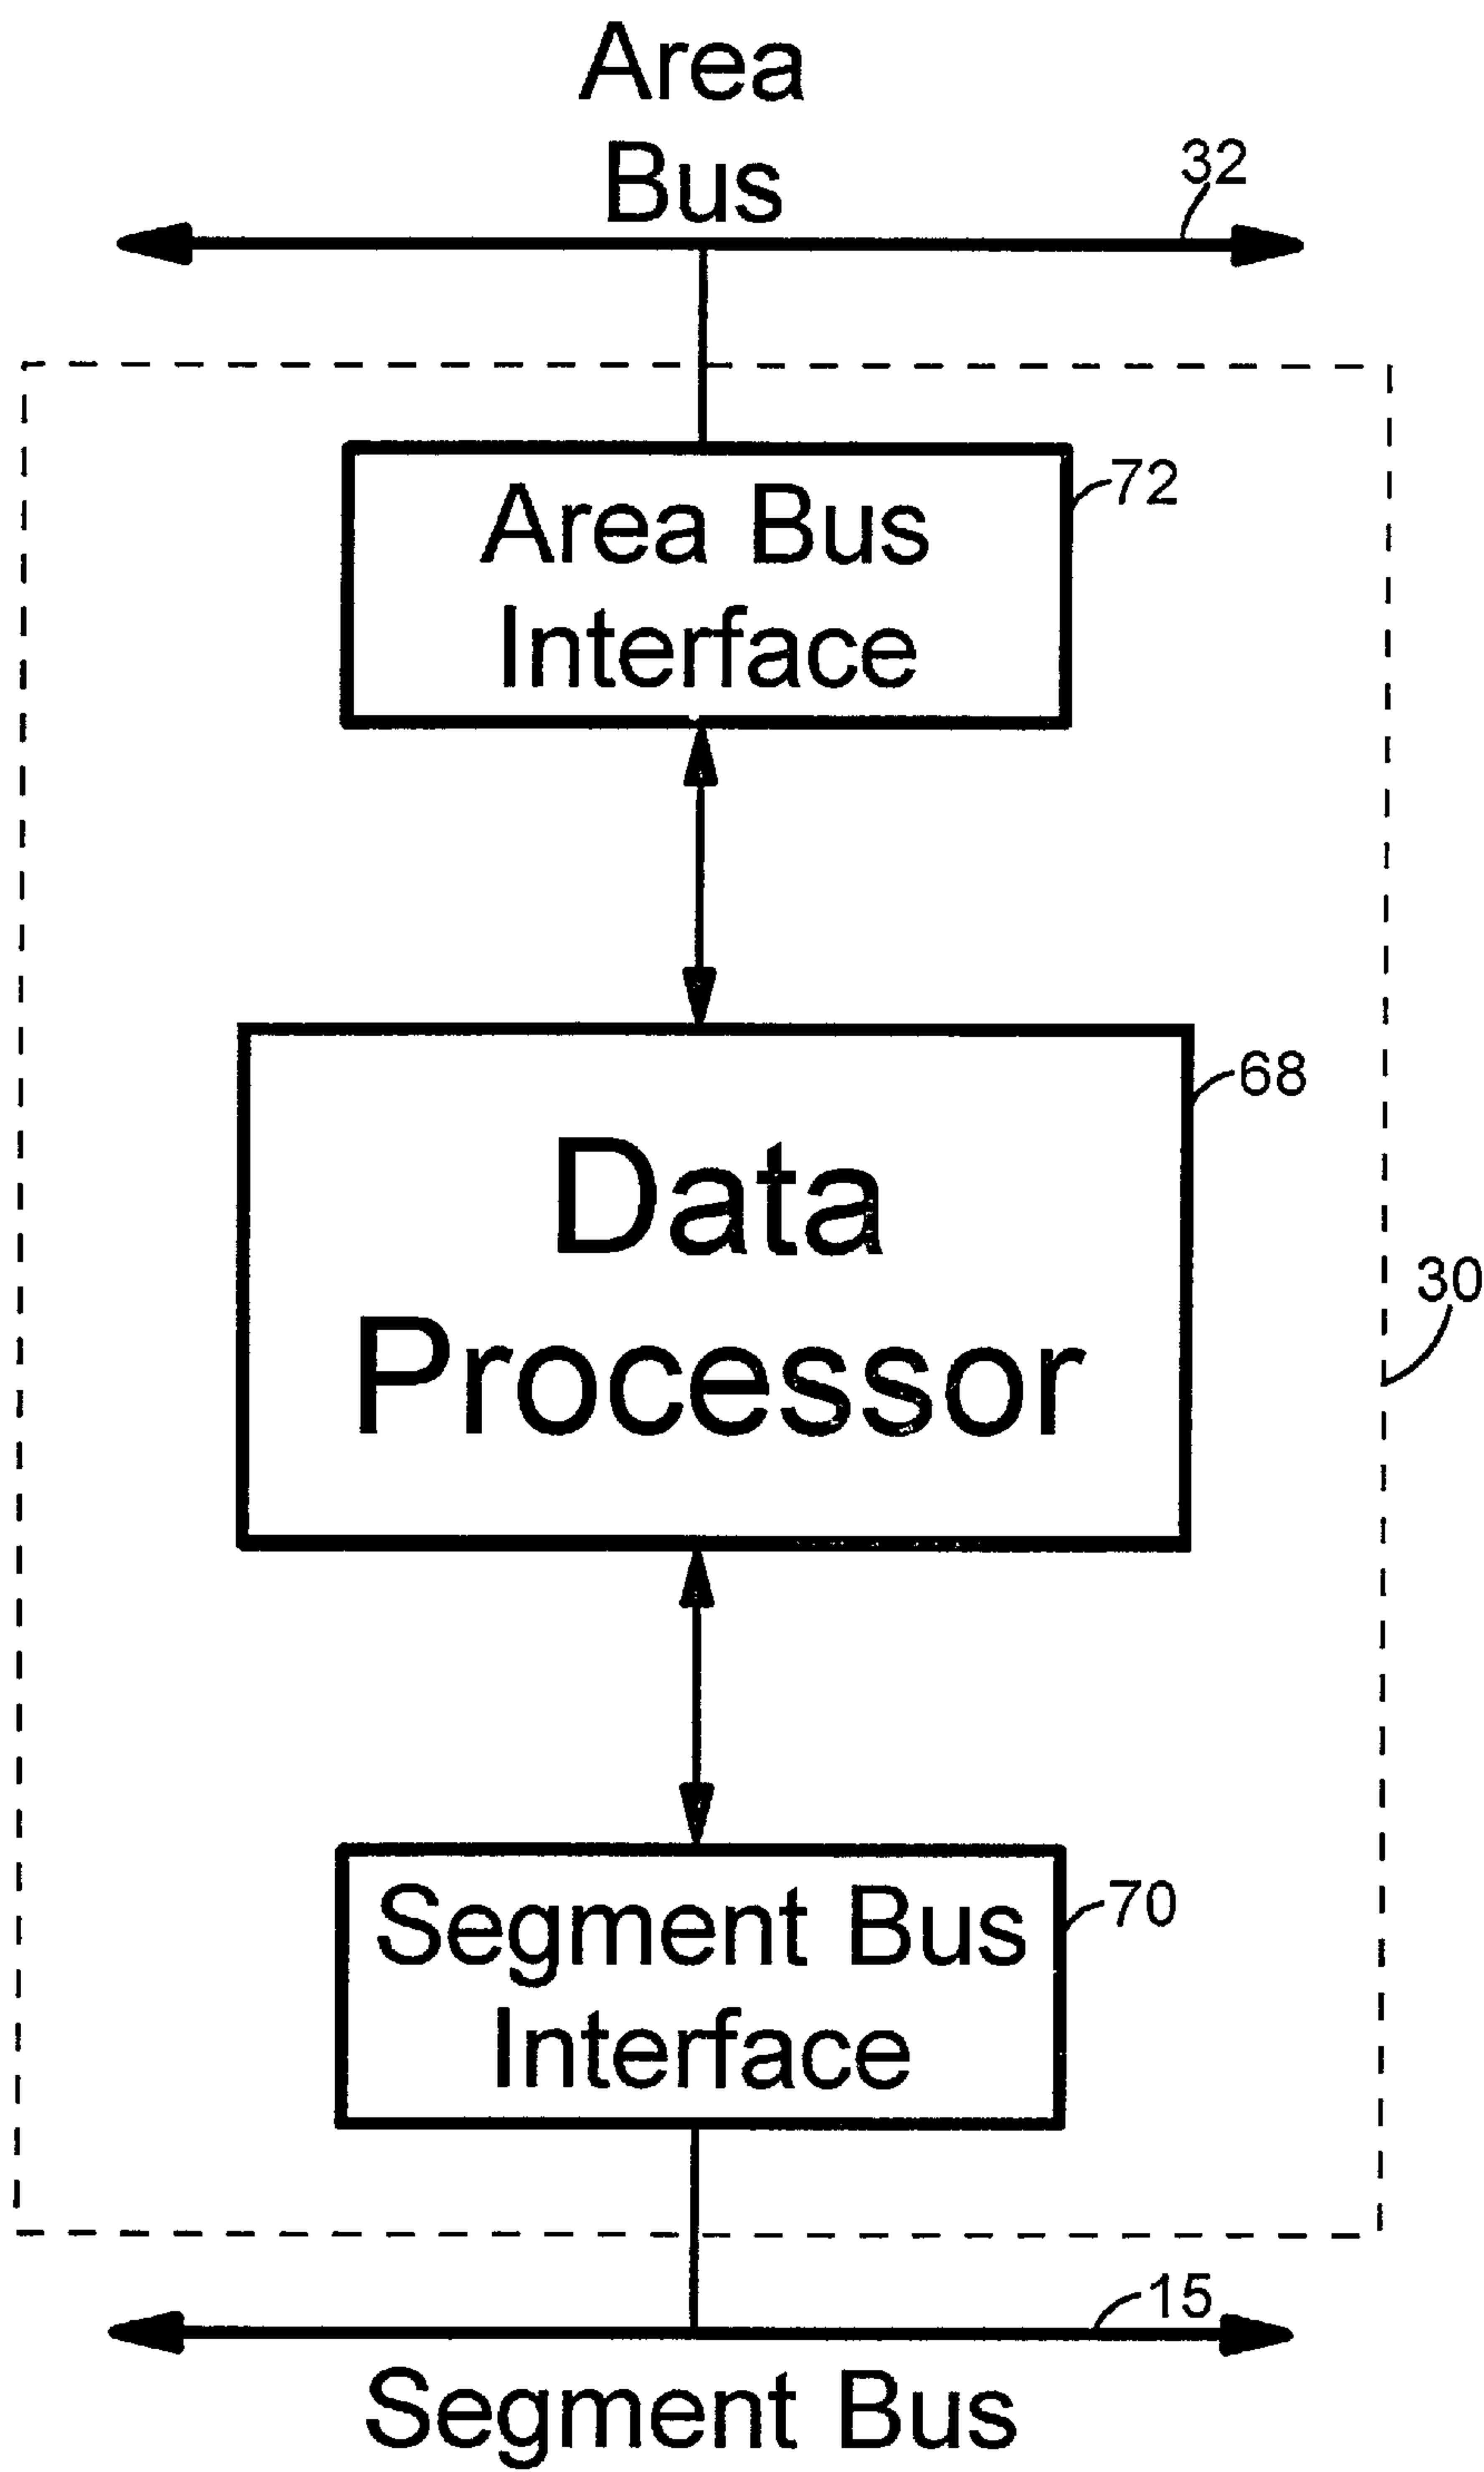 Area
Bus
32
Area Bus
Interface
72
Data
Processor
68
30
Segment Bus
Interface
70
15
Segment Bus